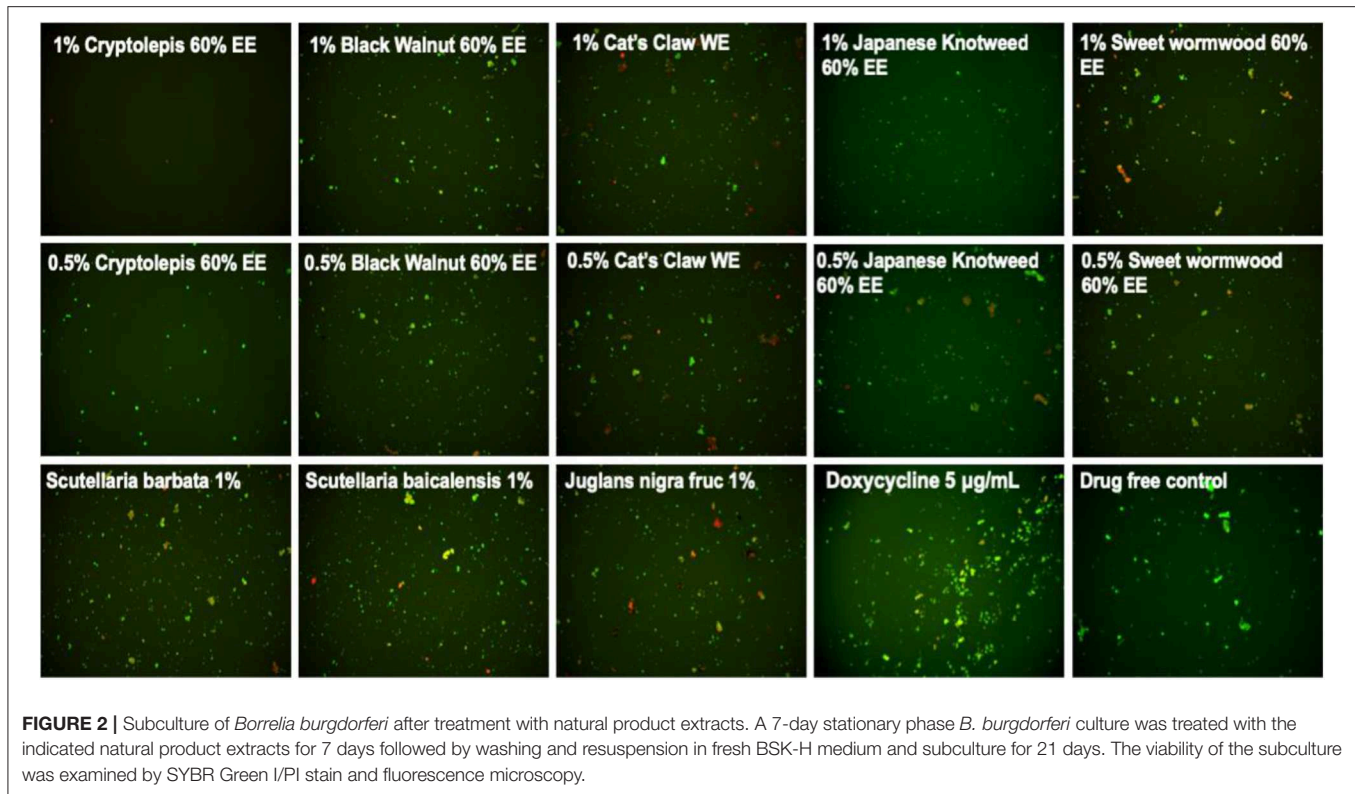 1% Cryptolepis 60% EE
1% Black Walnut 60% EE
1% Cat's Claw WE
1% Japanese Knotweed
60% EE
1% Sweet wormwood 60%
EE
0.5% Cryptolepis 60% EE
0.5% Black Walnut 60% EE
0.5% Cat's Claw WE
0.5% Japanese Knotweed
60% EE
0.5% Sweet wormwood
60% EE
Scutellaria barbata 1%
Scutellaria baicalensis 1%
Juglans nigra fruc 1%
Doxycycline 5 µg/mL
Drug free control
FIGURE 2 | Subculture of Borrelia burgdorferi after treatment with natural product extracts. A 7-day stationary phase B. burgdorferi culture was treated with the
indicated natural product extracts for 7 days followed by washing and resuspension in fresh BSK-H medium and subculture for 21 days. The viability of the subculture
was examined by SYBR Green I/PI stain and fluorescence microscopy.